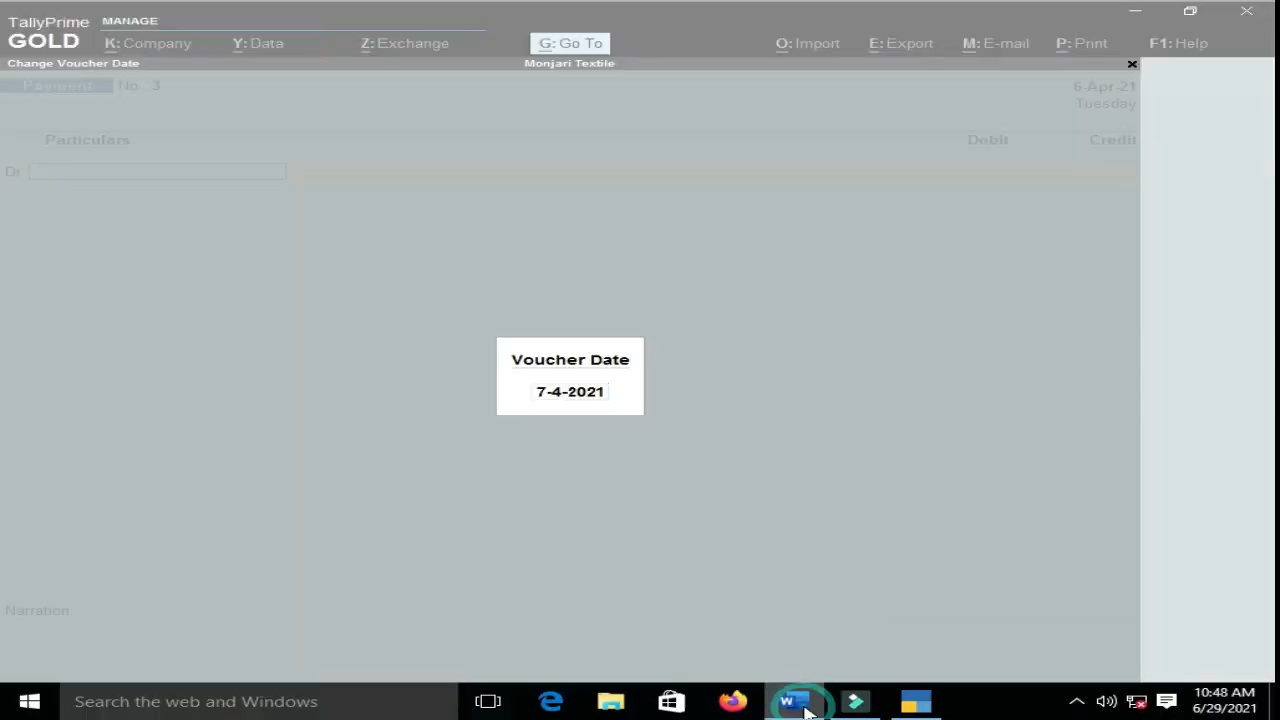 TallyPrime
GOLD
MANAGE
K: Company
Y: Data
Z: Exchange
G: Go To
O: Import
E: Export
M: E-mail
P: Print
F1: Help
Change Voucher Date
Monjari Textile
Payment
No. 3
6-Apr-21
Tuesday
Particulars
Debit
Credit
Dr
Voucher Date
7-4-2021
Narration:
Search the web and Windows
10:48 AM
6/29/2021